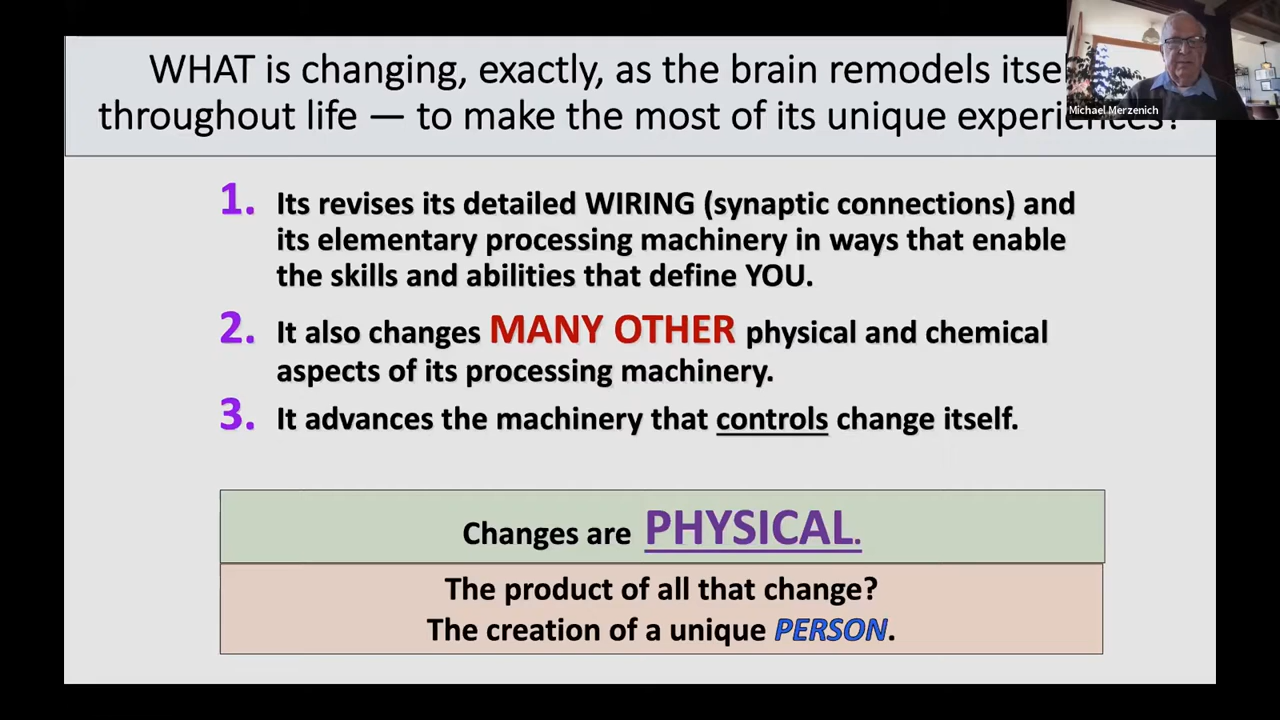 WHAT is changing, exactly, as the brain remodels itse
throughout life — to make the most of its unique experiences?
Michael Merzenich
1. Its revises its detailed WIRING (synaptic connections) and
its elementary processing machinery in ways that enable
the skills and abilities that define YOU.
2. It also changes MANY OTHER physical and chemical
aspects of its processing machinery.
3. It advances the machinery that controls change itself.
Changes are PHYSICAL.
The product of all that change?
The creation of a unique PERSON.